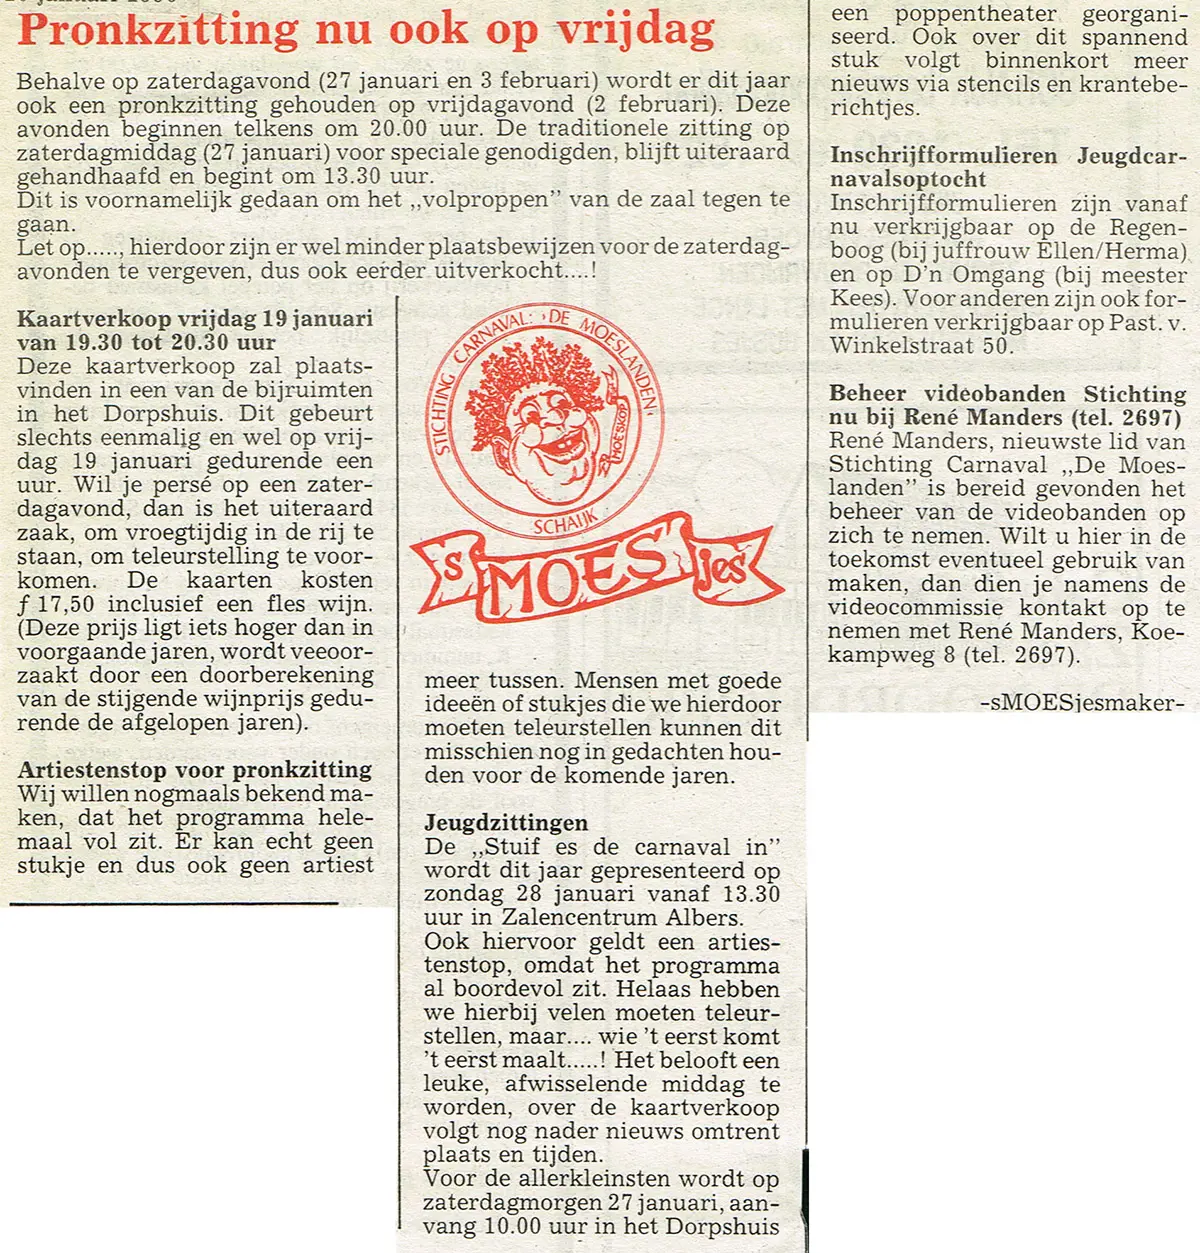 Pronkzitting nu ook op vrijdag
Behalve op zaterdagavond (27 januari en 3 februari) wordt er dit jaar
ook een pronkzitting gehouden op vrijdagavond (2 februari). Deze
avonden beginnen telkens om 20.00 uur. De traditionele zitting op
zaterdagmiddag (27 januari) voor speciale genodigden, blijft uiteraard
gehandhaafd en begint om 13.30 uur.
Dit is voornamelijk gedaan om het ,,volproppen” van de zaal tegen te
gaan.
Let op....., hierdoor zijn er wel minder plaatsbewijzen voor de zaterdag-
avonden te vergeven, dus ook eerder uitverkocht....!
Kaartverkoop vrijdag 19 januari
van 19.30 tot 20.30 uur
Deze kaartverkoop zal plaats-
vinden in een van de bijruimten
in het Dorpshuis. Dit gebeurt
slechts eenmalig en wel op vrij-
dag 19 januari gedurende een
uur. Wil je persé op een zater-
dagavond, dan is het uiteraard
zaak, om vroegtijdig in de rij te
staan, om teleurstelling te voor-
komen. De kaarten kosten
ƒ 17,50 inclusief een fles wijn.
(Deze prijs ligt iets hoger dan in
voorgaande jaren, wordt veeoor-
zaakt door een doorberekening
van de stijgende wijnprijs gedu-
rende de afgelopen jaren).
Artiestenstop voor pronkzitting
Wij willen nogmaals bekend ma-
ken, dat het programma hele-
maal vol zit. Er kan echt geen
stukje en dus ook geen artiest
STICHTING CARNAVAL: ›DE MOESLANDEN‹
MOESKOP
SCHAIJK
s MOES jes
meer tussen. Mensen met goede
ideeën of stukjes die we hierdoor
moeten teleurstellen kunnen dit
misschien nog in gedachten hou-
den voor de komende jaren.
Jeugdzittingen
De ,,Stuif es de carnaval in”
wordt dit jaar gepresenteerd op
zondag 28 januari vanaf 13.30
uur in Zalencentrum Albers.
Ook hiervoor geldt een arties-
tenstop, omdat het programma
al boordevol zit. Helaas hebben
we hierbij velen moeten teleur-
stellen, maar.... wie ’t eerst komt
’t eerst maalt.....! Het belooft een
leuke, afwisselende middag te
worden, over de kaartverkoop
volgt nog nader nieuws omtrent
plaats en tijden.
Voor de allerkleinsten wordt op
zaterdagmorgen 27 januari, aan-
vang 10.00 uur in het Dorpshuis
een poppentheater georgani-
seerd. Ook over dit spannend
stuk volgt binnenkort meer
nieuws via stencils en krantebe-
richtjes.
Inschrijfformulieren Jeugdcar-
navalsoptocht
Inschrijfformulieren zijn vanaf
nu verkrijgbaar op de Regen-
boog (bij juffrouw Ellen/Herma)
en op D’n Omgang (bij meester
Kees). Voor anderen zijn ook for-
mulieren verkrijgbaar op Past. v.
Winkelstraat 50.
Beheer videobanden Stichting
nu bij René Manders (tel. 2697)
René Manders, nieuwste lid van
Stichting Carnaval ,,De Moes-
landen” is bereid gevonden het
beheer van de videobanden op
zich te nemen. Wilt u hier in de
toekomst eventueel gebruik van
maken, dan dien je namens de
videocommissie kontakt op te
nemen met René Manders, Koe-
kampweg 8 (tel. 2697).
-sMOESjesmaker-